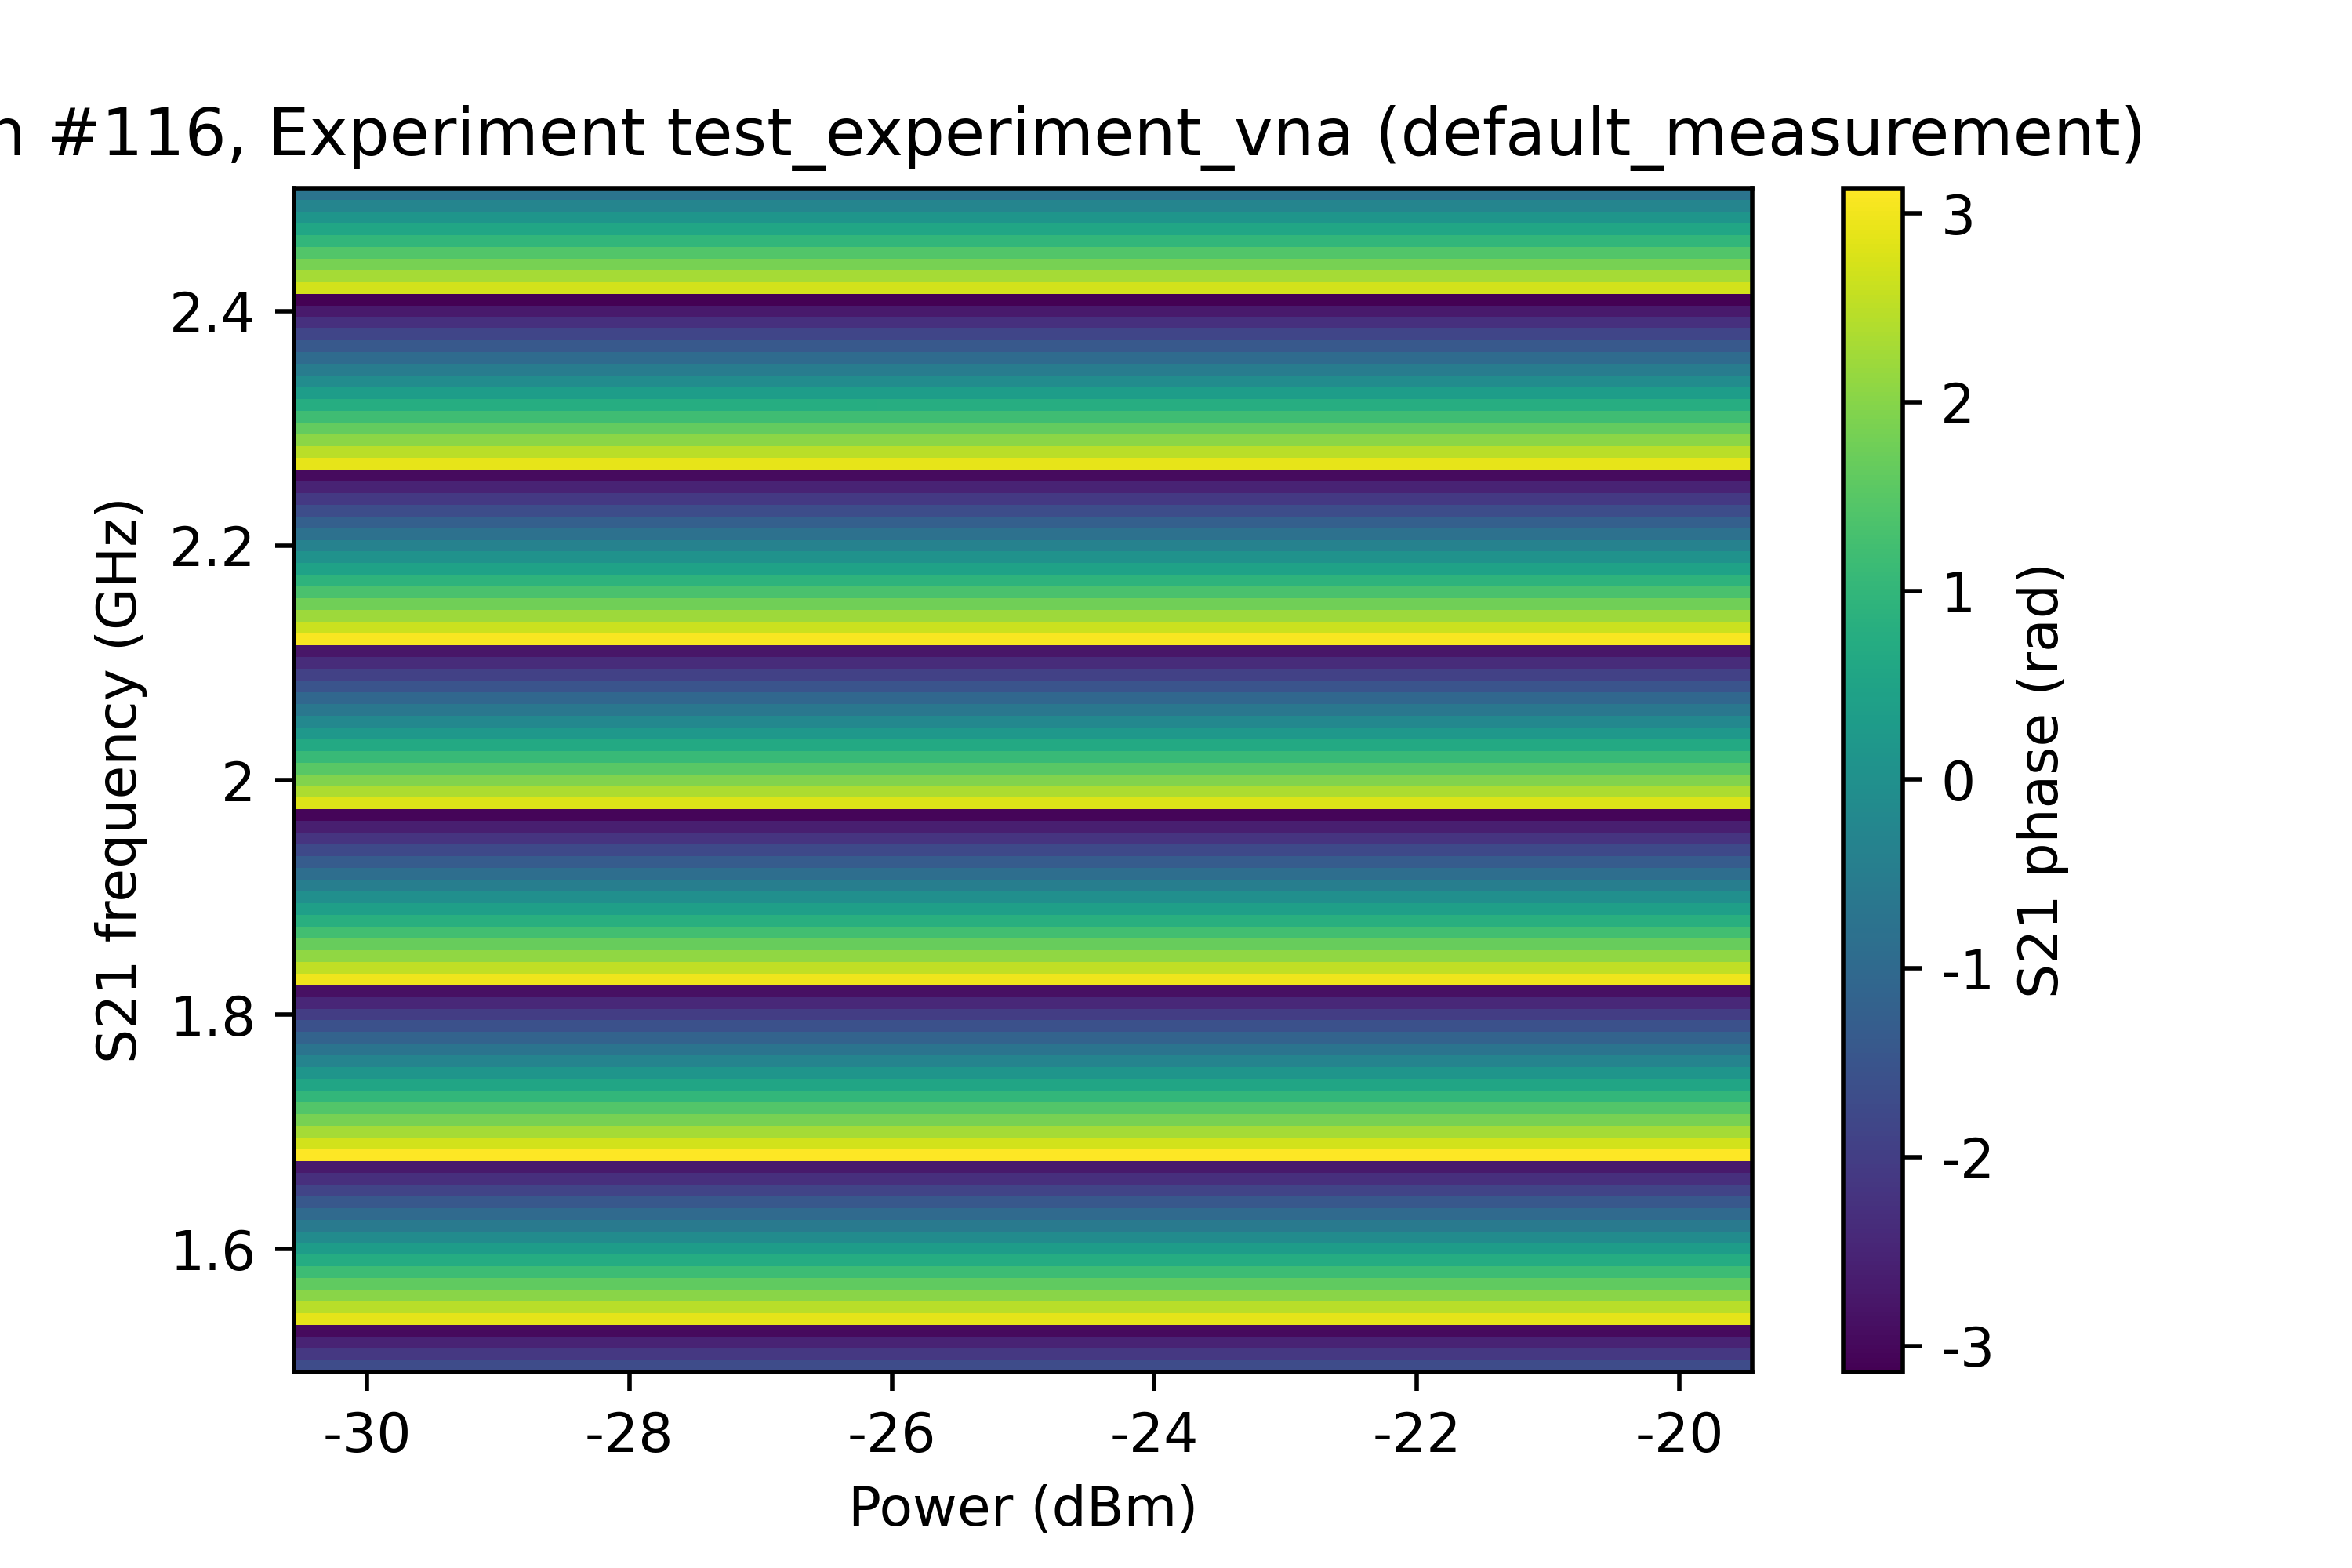 n #116, Experiment test_experiment_vna (default_measurement)
S21 frequency (GHz)
2.4
2.2
2
1.8
1.6
-30 -28 -26 -24 -22 -20
Power (dBm)
3
2
1
0
-1
-2
-3
S21 phase (rad)